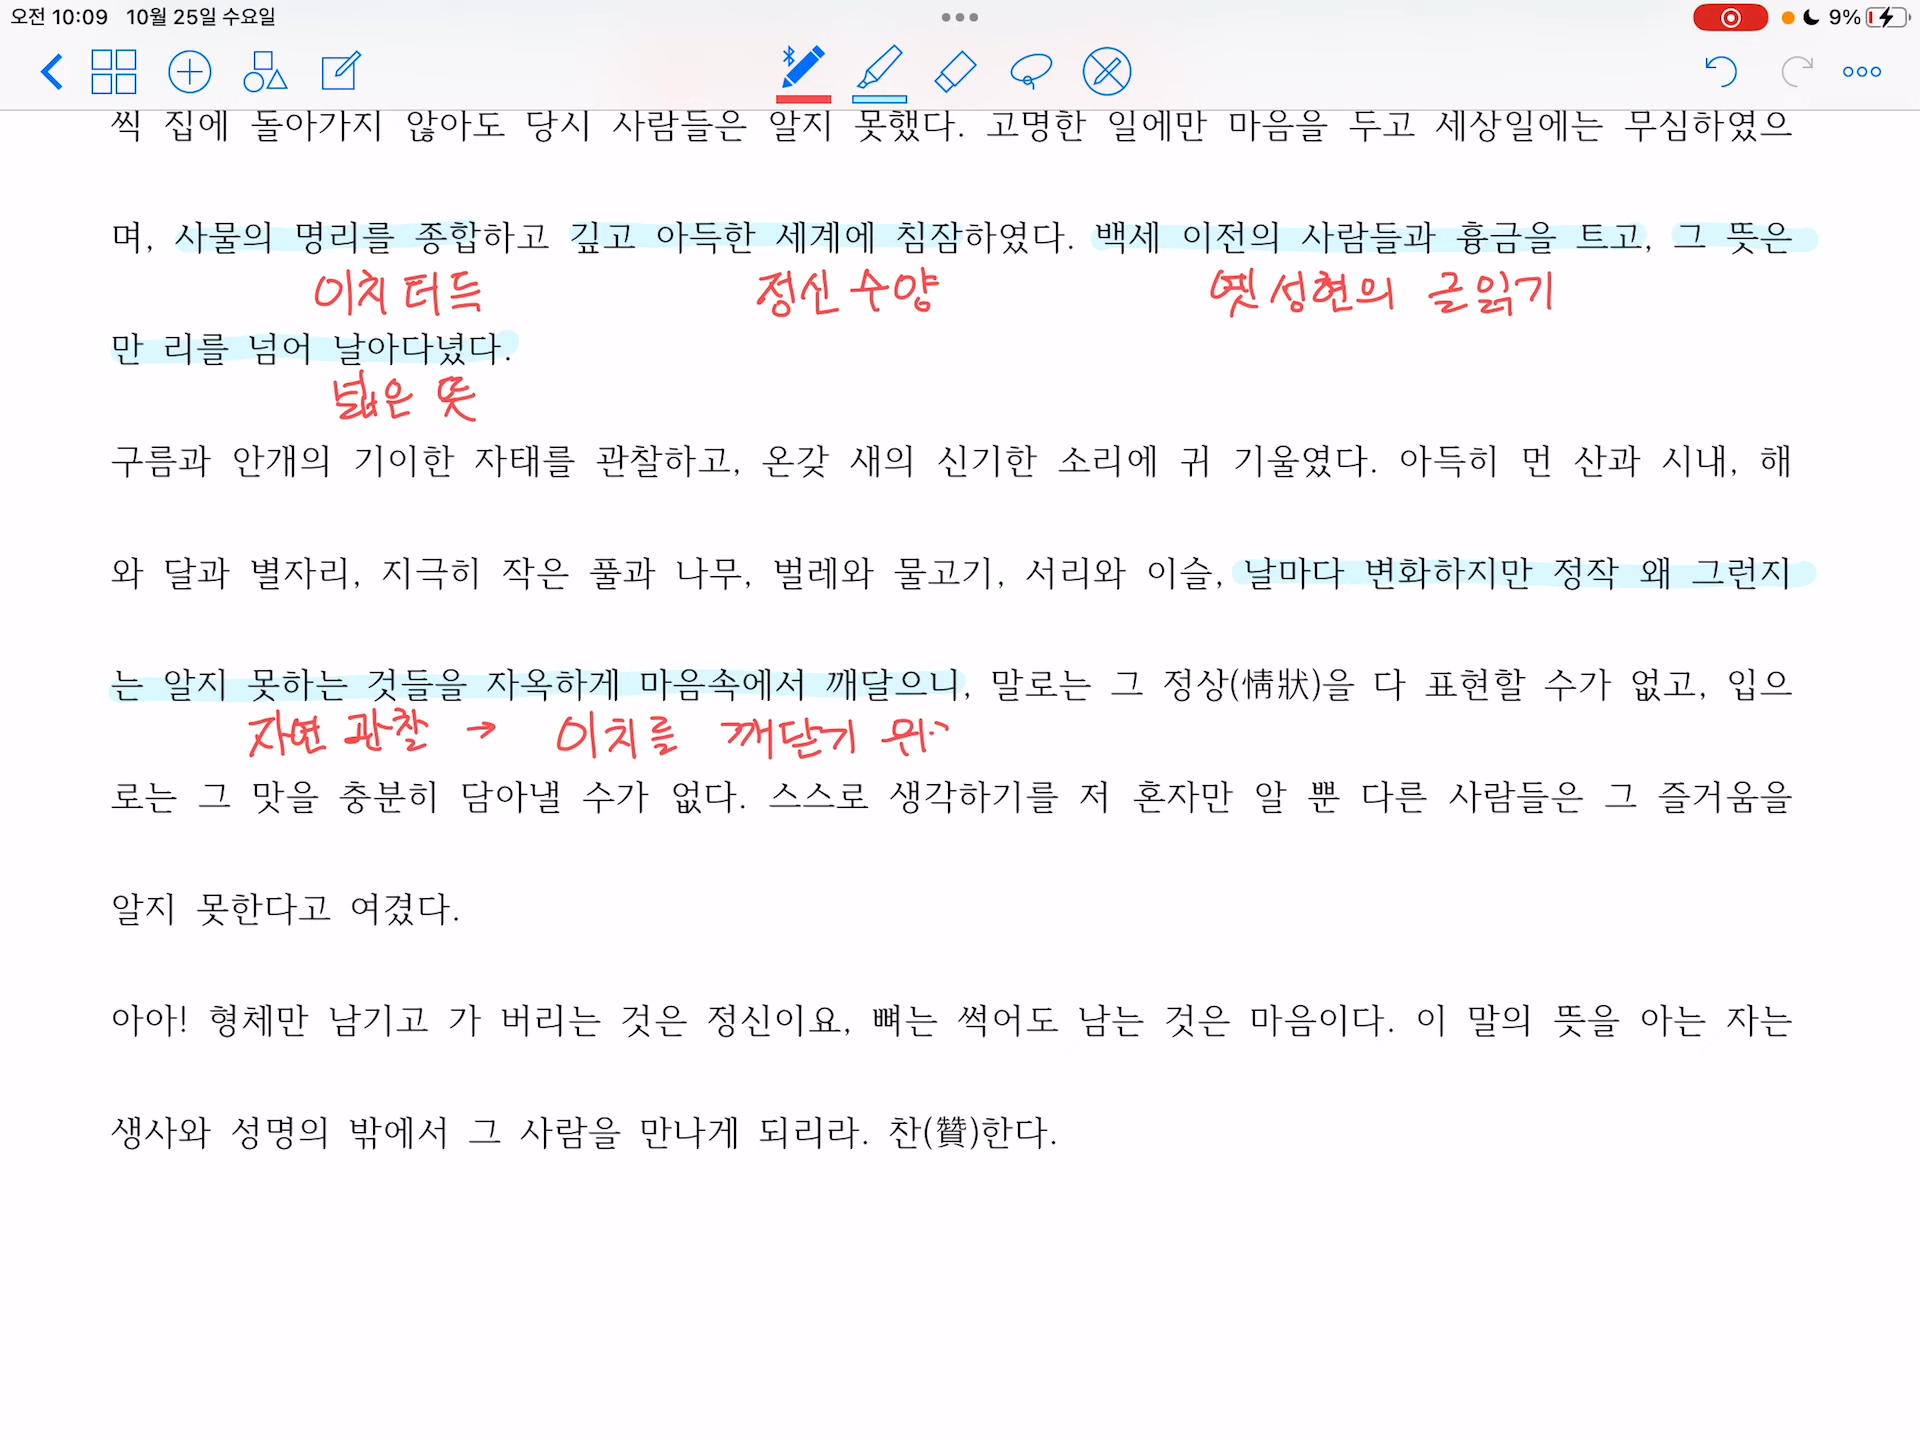 오전 10:09 10월 25일 수요일
9%
씩 집에 돌아가지 않아도 당시 사람들은 알지 못했다. 고명한 일에만 마음을 두고 세상일에는 무심하였으
며, 사물의 명리를 종합하고 깊고 아득한 세계에 침잠하였다. 백세 이전의 사람들과 흉금을 트고, 그 뜻은
이치 터득 정신 수양 옛 성현의 글읽기
만 리를 넘어 날아다녔다.
넓은 뜻
구름과 안개의 기이한 자태를 관찰하고, 온갖 새의 신기한 소리에 귀 기울였다. 아득히 먼 산과 시내, 해
와 달과 별자리, 지극히 작은 풀과 나무, 벌레와 물고기, 서리와 이슬, 날마다 변화하지만 정작 왜 그런지
는 알지 못하는 것들을 자옥하게 마음속에서 깨달으니, 말로는 그 정상(情狀)을 다 표현할 수가 없고, 입으
자연 관찰 → 이치를 깨닫기
로는 그 맛을 충분히 담아낼 수가 없다. 스스로 생각하기를 저 혼자만 알 뿐 다른 사람들은 그 즐거움을
알지 못한다고 여겼다.
아아! 형체만 남기고 가 버리는 것은 정신이요, 뼈는 썩어도 남는 것은 마음이다. 이 말의 뜻을 아는 자는
생사와 성명의 밖에서 그 사람을 만나게 되리라. 찬(贊)한다.